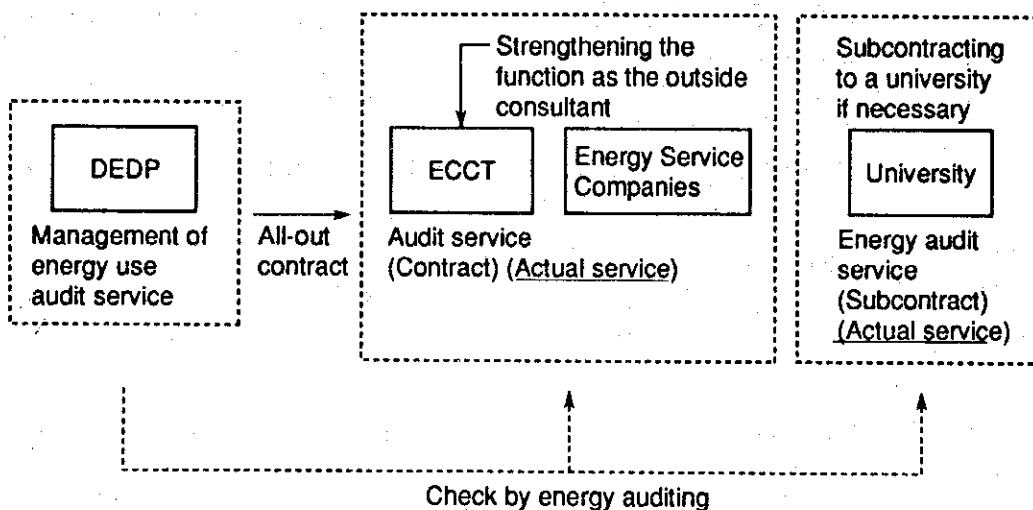 DEDP
Management of
energy use
audit service
All-out
contract
Strengthening the
function as the outside
consultant
ECCT
Energy Service
Companies
Audit service
(Contract) (Actual service)
Subcontracting
to a university
if necessary
University
Energy audit
service
(Subcontract)
(Actual service)
Check by energy auditing